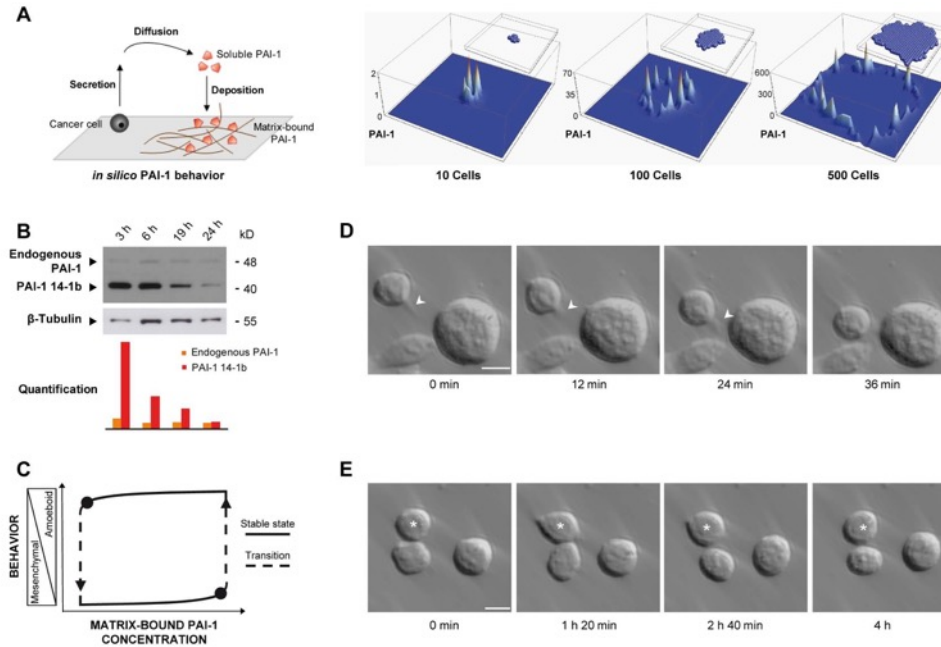 A
Diffusion
Soluble PAI-1
Secretion
Deposition
Cancer cell
Matrix-bound
PAI-1
in silico PAI-1 behavior
2
1
0
PAI-1
10 Cells
70
35
0
PAI-1
100 Cells
600
300
0
PAI-1
500 Cells
B
3 h 6 h 19 h 24 h kD
Endogenous
PAI-1
- 48
PAI-1 14-1b
- 40
β-Tubulin
- 55
Endogenous PAI-1
PAI-1 14-1b
Quantification
C
BEHAVIOR
Mesenchymal
Amoeboid
Stable state
Transition
MATRIX-BOUND PAI-1
CONCENTRATION
D
0 min
12 min
24 min
36 min
E
* * * *
0 min
1 h 20 min
2 h 40 min
4 h